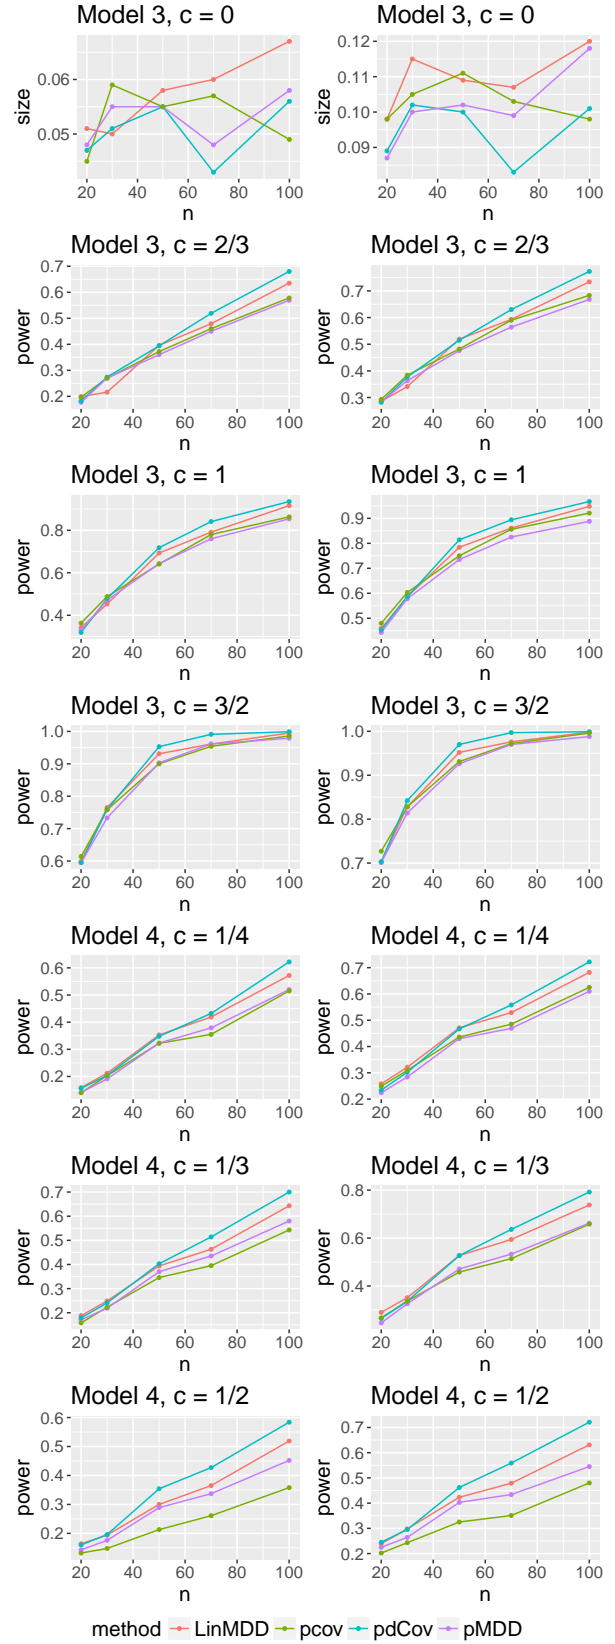 Model 3, c = 0
size
0.06
0.05
20 40 60 80 100
n
Model 3, c = 0
size
0.12
0.11
0.10
0.09
20 40 60 80 100
n
Model 3, c = 2/3
power
0.7
0.6
0.5
0.4
0.3
0.2
20 40 60 80 100
n
Model 3, c = 2/3
power
0.7
0.6
0.5
0.4
0.3
20 40 60 80 100
n
Model 3, c = 1
power
0.8
0.6
0.4
20 40 60 80 100
n
Model 3, c = 1
power
0.9
0.8
0.7
0.6
0.5
20 40 60 80 100
n
Model 3, c = 3/2
power
1.0
0.9
0.8
0.7
0.6
20 40 60 80 100
n
Model 3, c = 3/2
power
1.0
0.9
0.8
0.7
20 40 60 80 100
n
Model 4, c = 1/4
power
0.6
0.5
0.4
0.3
0.2
20 40 60 80 100
n
Model 4, c = 1/4
power
0.7
0.6
0.5
0.4
0.3
0.2
20 40 60 80 100
n
Model 4, c = 1/3
power
0.7
0.6
0.5
0.4
0.3
0.2
20 40 60 80 100
n
Model 4, c = 1/3
power
0.8
0.6
0.4
20 40 60 80 100
n
Model 4, c = 1/2
power
0.6
0.5
0.4
0.3
0.2
20 40 60 80 100
n
Model 4, c = 1/2
power
0.7
0.6
0.5
0.4
0.3
0.2
20 40 60 80 100
n
method LinMDD pcov pdCov pMDD